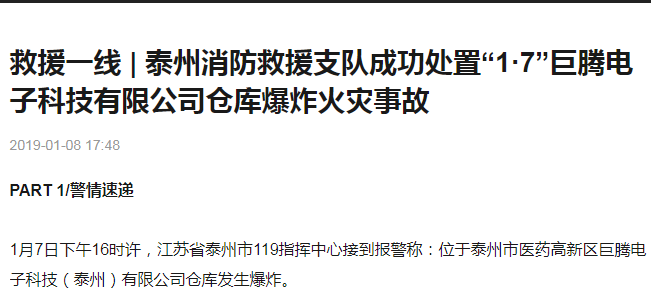 救援一线 | 泰州消防救援支队成功处置“1·7”巨腾电
子科技有限公司仓库爆炸火灾事故
2019-01-08 17:48
PART 1/警情速递
1月7日下午16时许，江苏省泰州市119指挥中心接到报警称：位于泰州市医药高新区巨腾电
子科技（泰州）有限公司仓库发生爆炸。